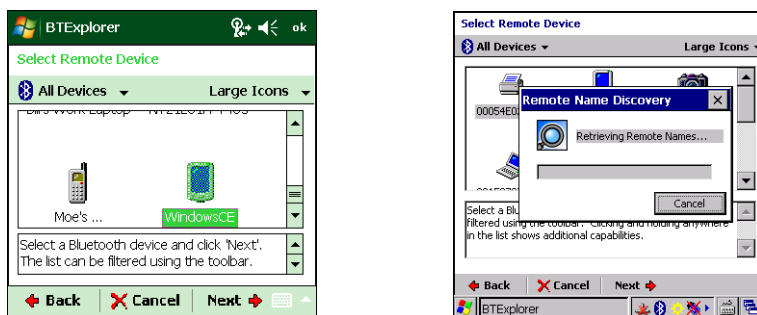 BTExplorer
ok
Select Remote Device
All Devices
Large Icons
Moe's ...
WindowsCE
Select a Bluetooth device and click 'Next'.
The list can be filtered using the toolbar.
Back
Cancel
Next
Select Remote Device
All Devices
Large Icons
00054E0
Remote Name Discovery
Retrieving Remote Names...
Cancel
Select a Blu
filtered using the toolbar. Clicking and holding anywhere
in the list shows additional capabilities.
Back
Cancel
Next
BTExplorer